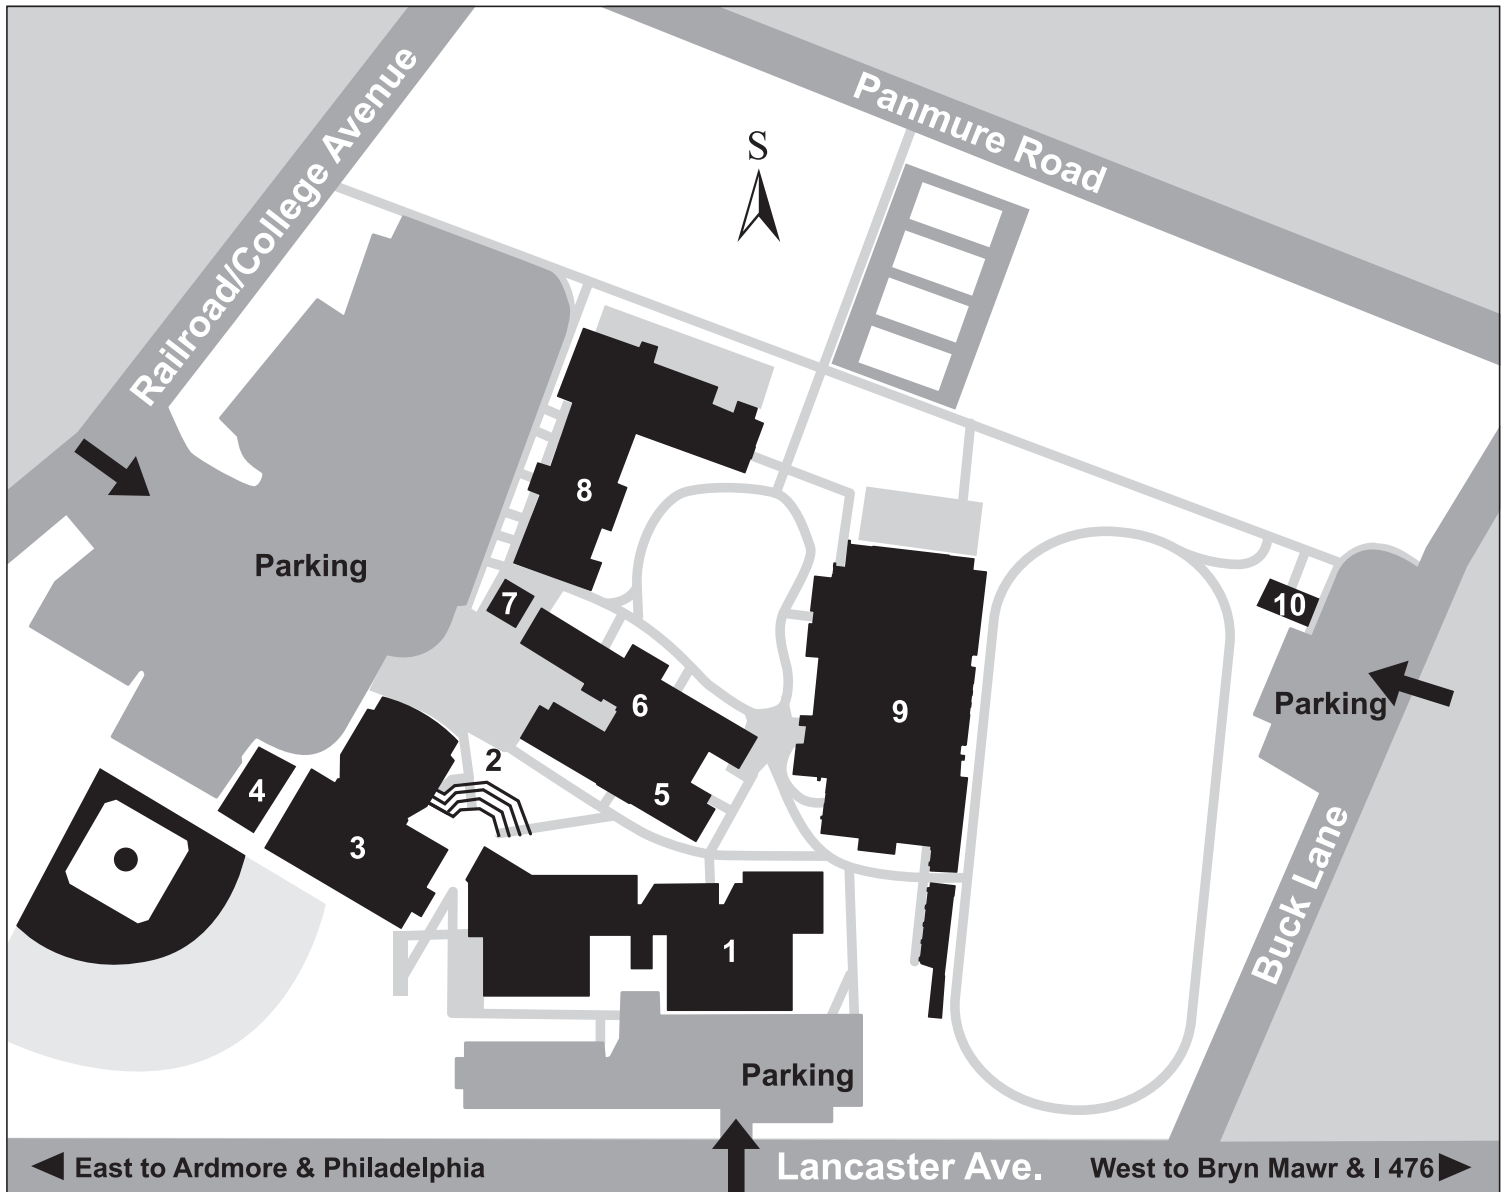 Railroad/College Avenue
Panmure Road
S
8
Parking
7
10
6
9
Parking
2
4
5
3
Buck Lane
1
Parking
East to Ardmore & Philadelphia
Lancaster Ave.
West to Bryn Mawr & I 476